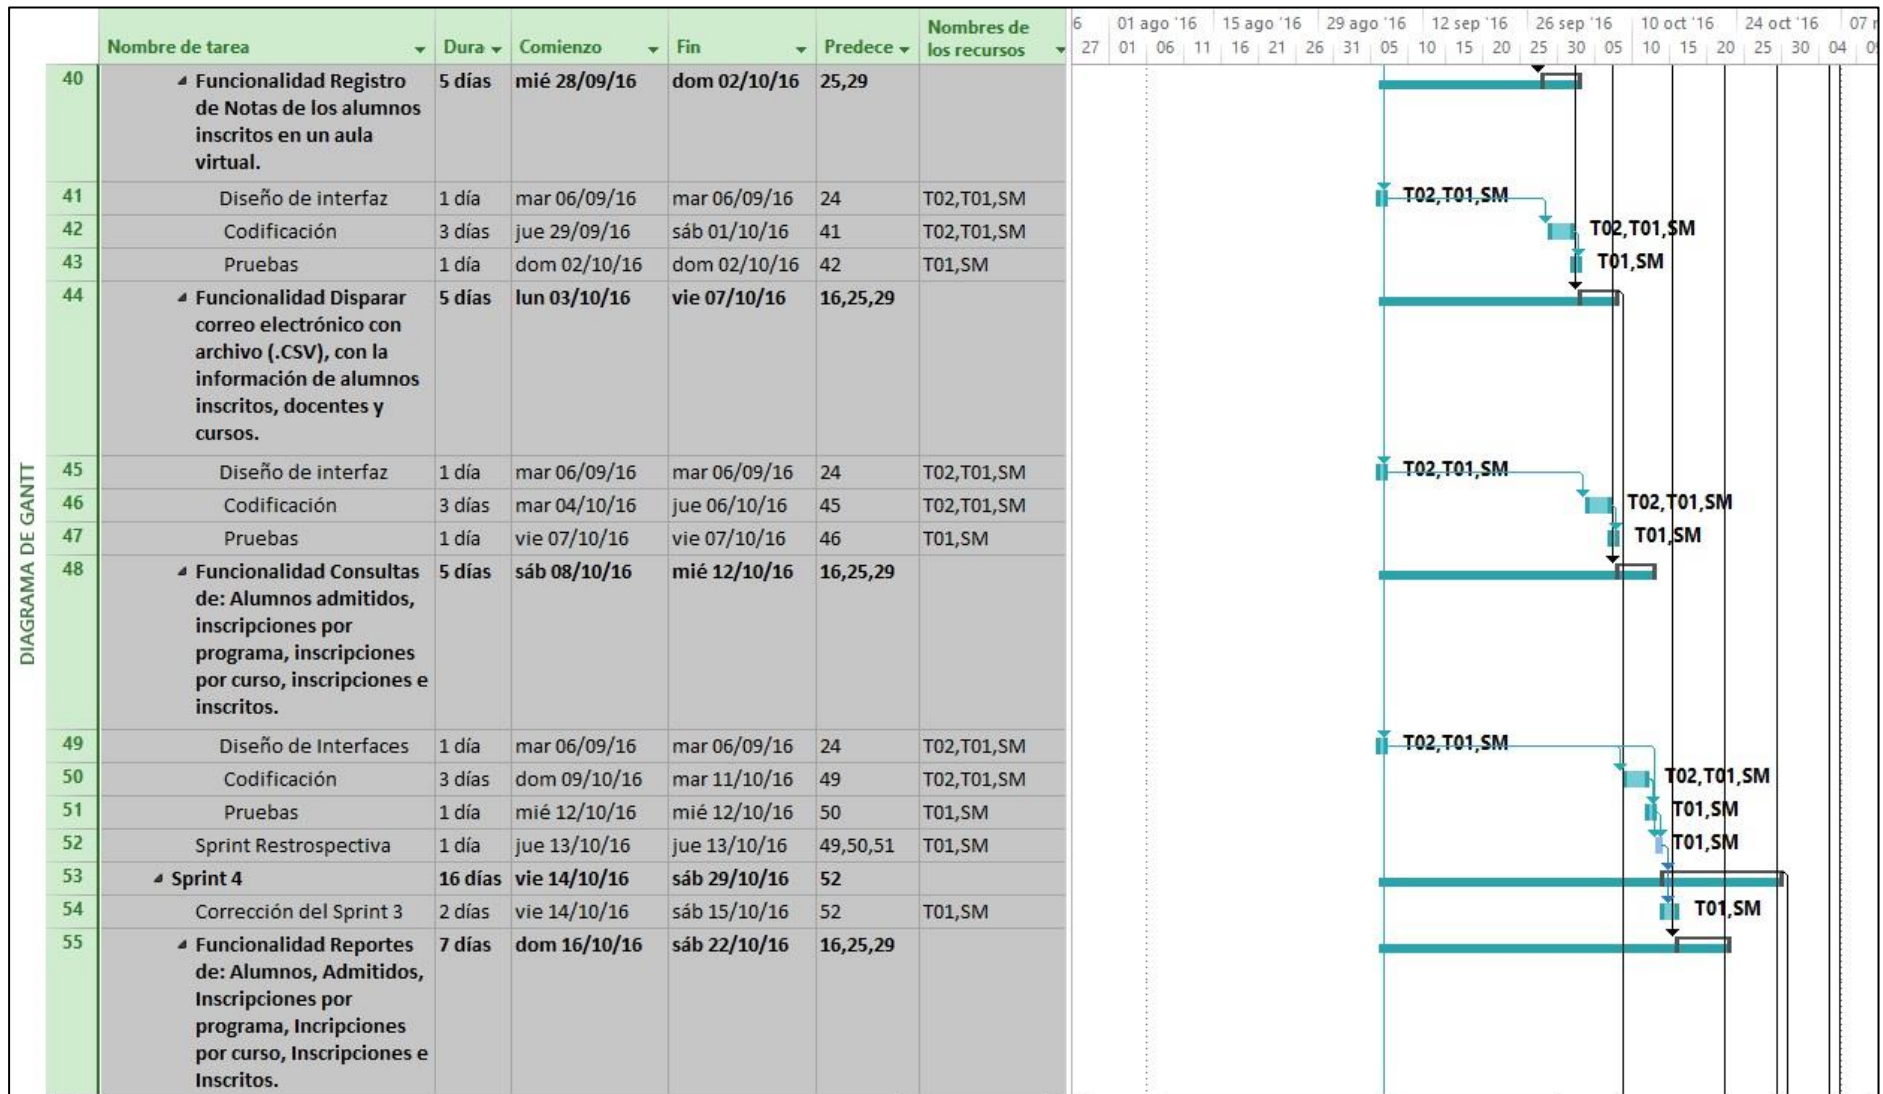 DIAGRAMA DE GANTT
Nombre de tarea Dura Comienzo Fin Predece Nombres de los recursos
6 01 ago '16 15 ago '16 29 ago '16 12 sep '16 26 sep '16 10 oct '16 24 oct '16 07
27 01 06 11 16 21 26 31 05 10 15 20 25 30 05 10 15 20 25 30 04
40 Funcionalidad Registro 5 días mié 28/09/16 dom 02/10/16 25,29
de Notas de los alumnos
inscritos en un aula
virtual.
41 Diseño de interfaz 1 día mar 06/09/16 mar 06/09/16 24 T02,T01,SM T02,T01,SM
42 Codificación 3 días jue 29/09/16 sáb 01/10/16 41 T02,T01,SM T02,T01,SM
43 Pruebas 1 día dom 02/10/16 dom 02/10/16 42 T01,SM T01,SM
44 Funcionalidad Disparar 5 días lun 03/10/16 vie 07/10/16 16,25,29
correo electrónico con
archivo (.CSV), con la
información de alumnos
inscritos, docentes y
cursos.
45 Diseño de interfaz 1 día mar 06/09/16 mar 06/09/16 24 T02,T01,SM T02,T01,SM
46 Codificación 3 días mar 04/10/16 jue 06/10/16 45 T02,T01,SM T02,T01,SM
47 Pruebas 1 día vie 07/10/16 vie 07/10/16 46 T01,SM T01,SM
48 Funcionalidad Consultas 5 días sáb 08/10/16 mié 12/10/16 16,25,29
de: Alumnos admitidos,
inscripciones por
programa, inscripciones
por curso, inscripciones e
inscritos.
49 Diseño de Interfaces 1 día mar 06/09/16 mar 06/09/16 24 T02,T01,SM T02,T01,SM
50 Codificación 3 días dom 09/10/16 mar 11/10/16 49 T02,T01,SM T02,T01,SM
51 Pruebas 1 día mié 12/10/16 mié 12/10/16 50 T01,SM T01,SM
52 Sprint Restrospectiva 1 día jue 13/10/16 jue 13/10/16 49,50,51 T01,SM T01,SM
53 Sprint 4 16 días vie 14/10/16 sáb 29/10/16 52
54 Corrección del Sprint 3 2 días vie 14/10/16 sáb 15/10/16 52 T01,SM T01,SM
55 Funcionalidad Reportes 7 días dom 16/10/16 sáb 22/10/16 16,25,29
de: Alumnos, Admitidos,
Inscripciones por
programa, Incripciones
por curso, Inscripciones e
Inscritos.